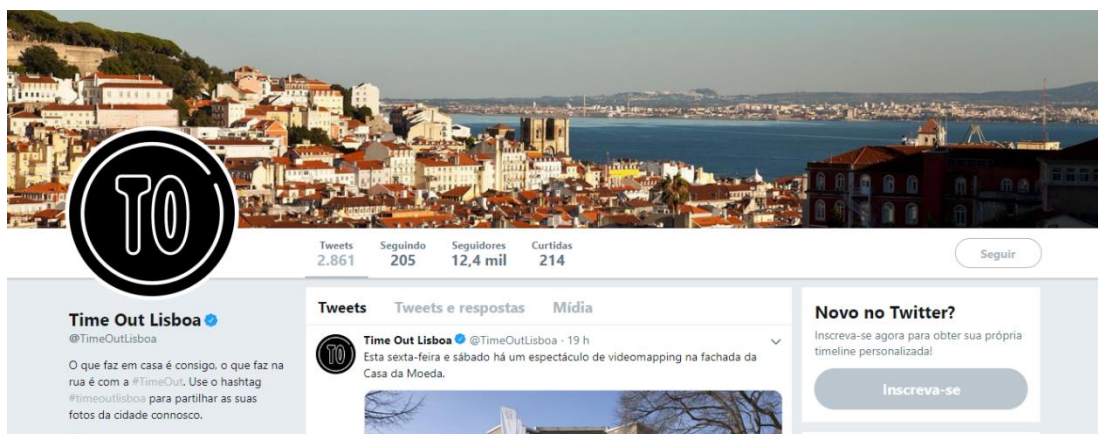 TO
Tweets Seguindo Seguidores Curtidas
2.861 205 12,4 mil 214
Seguir
Time Out Lisboa
@TimeOutLisboa
O que faz em casa é consigo, o que faz na
rua é com a #TimeOut. Use o hashtag
#timeoutlisboa para partilhar as suas
fotos da cidade connosco.
Tweets Tweets e respostas Mídia
TO
Time Out Lisboa @TimeOutLisboa · 19 h
Esta sexta-feira e sábado há um espectáculo de videomapping na fachada da
Casa da Moeda.
Novo no Twitter?
Inscreva-se agora para obter sua própria
timeline personalizada!
Inscreva-se